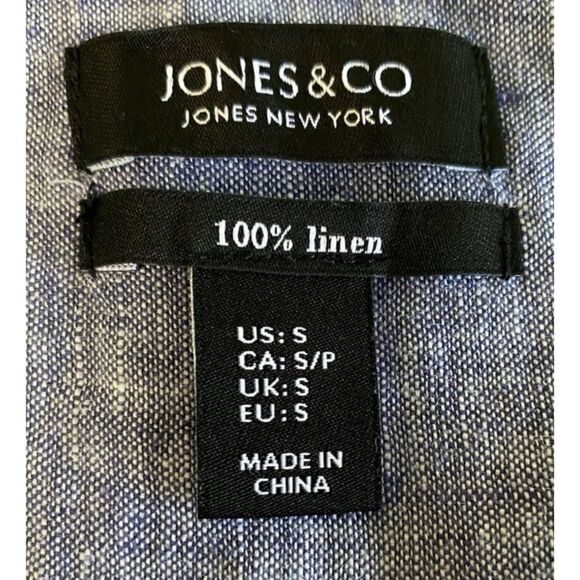 JONES & CO
JONES NEW YORK
100% linen
US: S
CA: S/P
UK: S
EU: S
MADE IN
CHINA